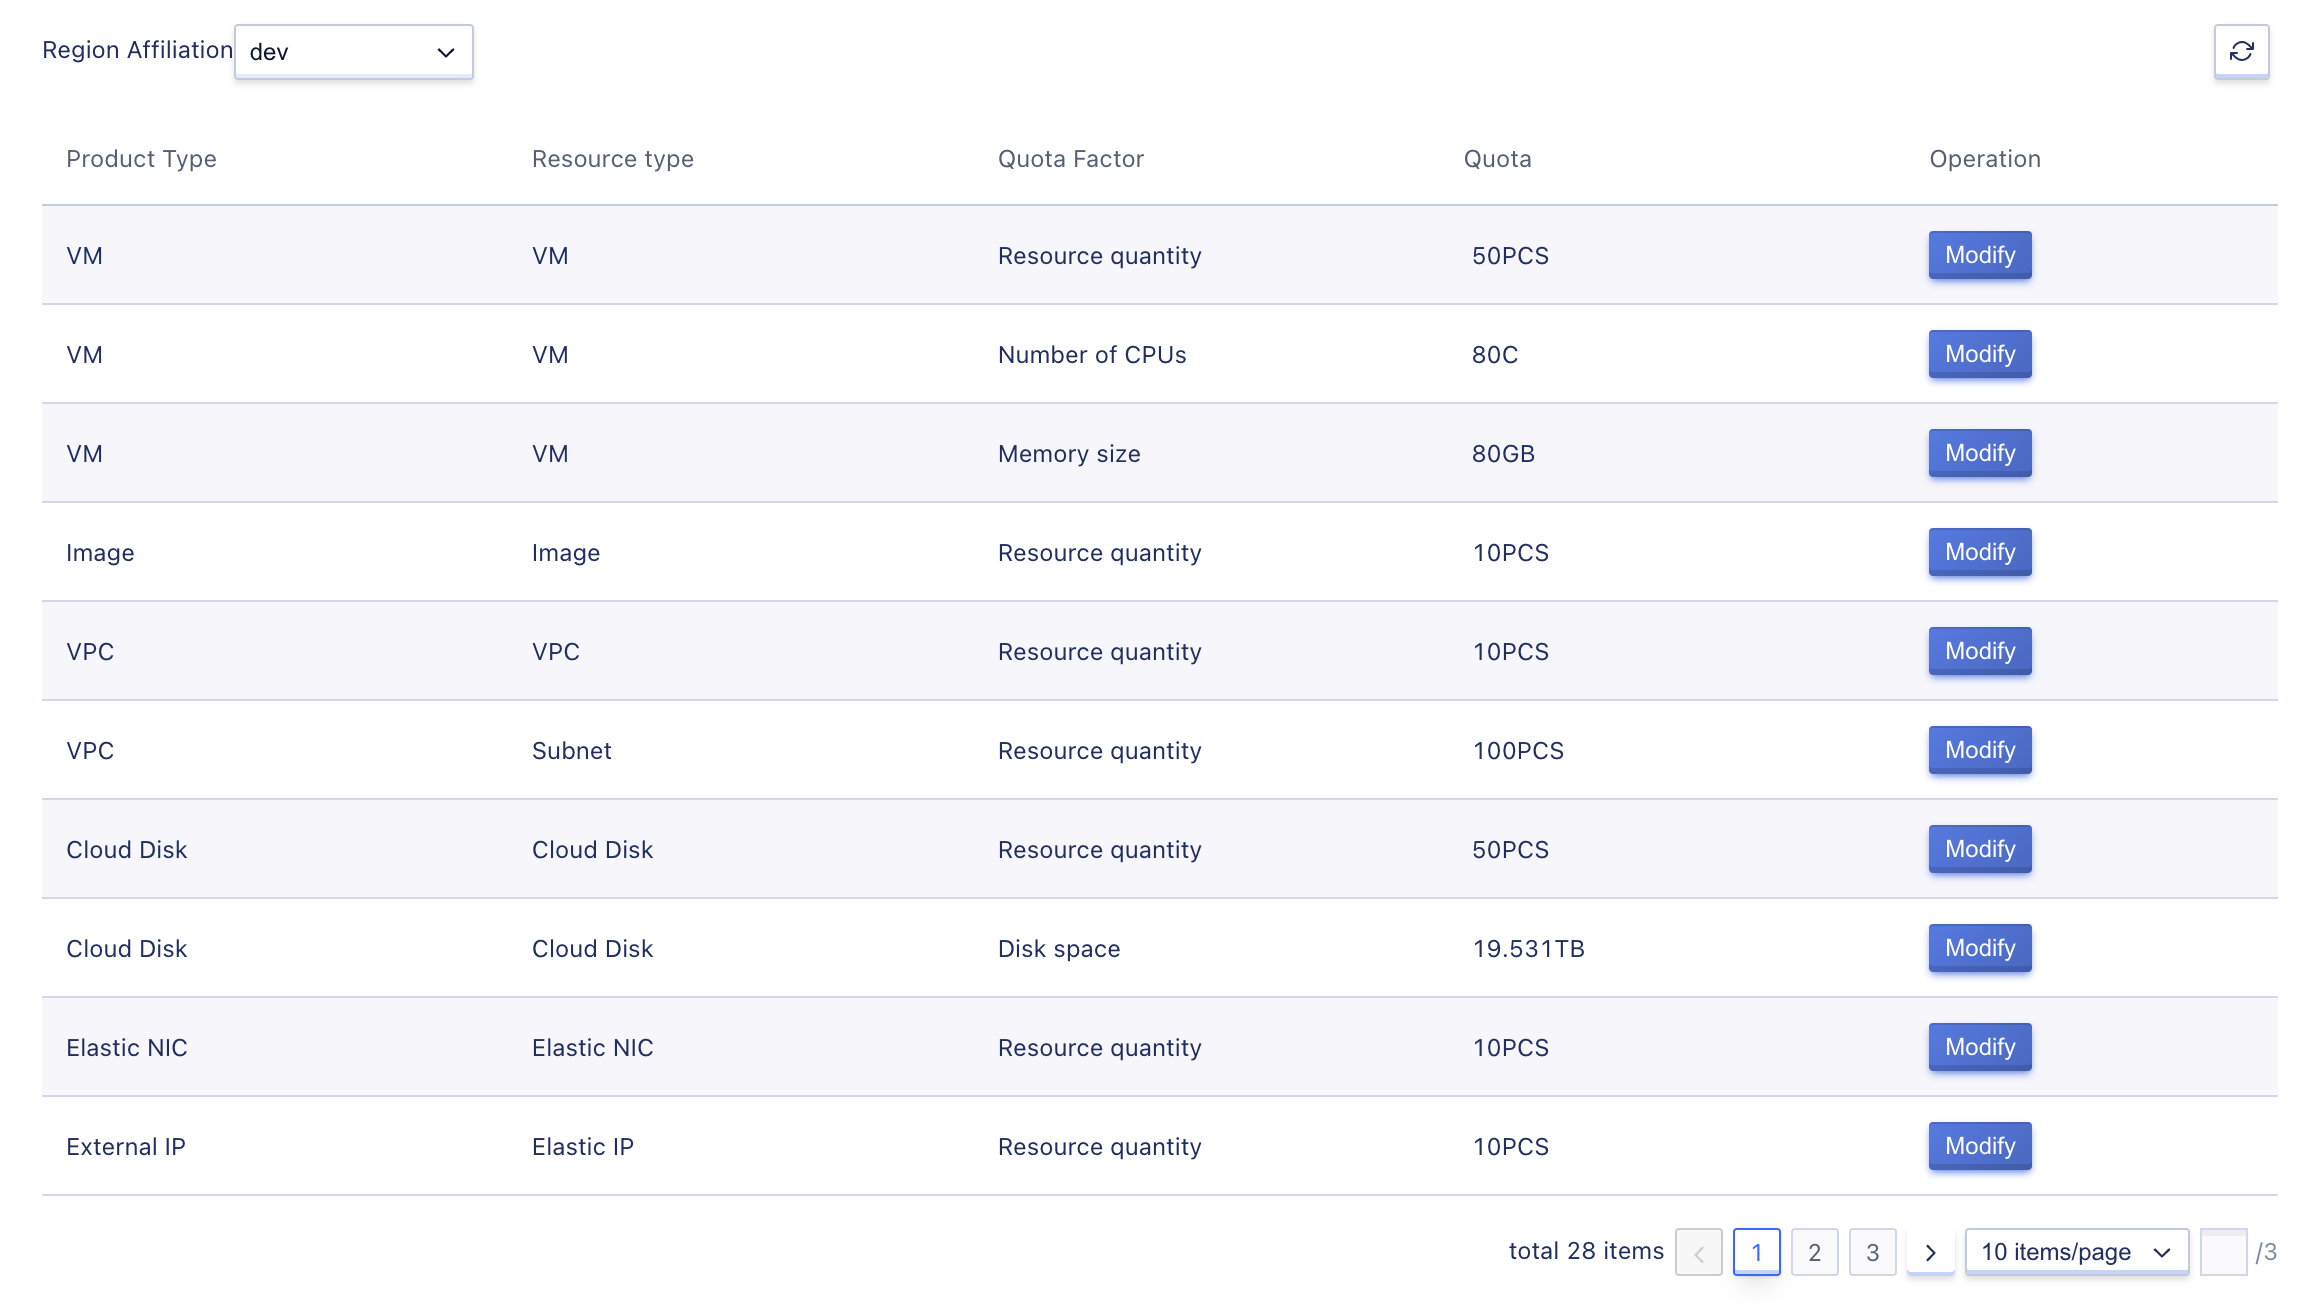 Region Affiliation dev
Product Type Resource type Quota Factor Quota Operation
VM VM Resource quantity 50PCS Modify
VM VM Number of CPUs 80C Modify
VM VM Memory size 80GB Modify
Image Image Resource quantity 10PCS Modify
VPC VPC Resource quantity 10PCS Modify
VPC Subnet Resource quantity 100PCS Modify
Cloud Disk Cloud Disk Resource quantity 50PCS Modify
Cloud Disk Cloud Disk Disk space 19.531TB Modify
Elastic NIC Elastic NIC Resource quantity 10PCS Modify
External IP Elastic IP Resource quantity 10PCS Modify
total 28 items 1 2 3 10 items/page /3